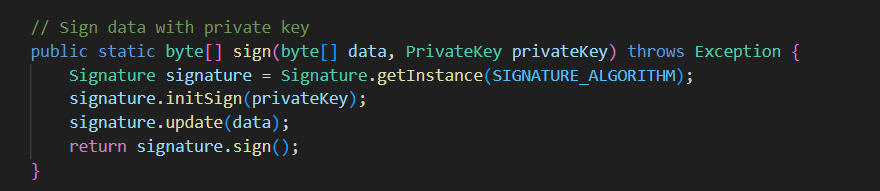 // Sign data with private key
public static byte[] sign(byte[] data, PrivateKey privateKey) throws Exception {
    Signature signature = Signature.getInstance(SIGNATURE_ALGORITHM);
    signature.initSign(privateKey);
    signature.update(data);
    return signature.sign();
}